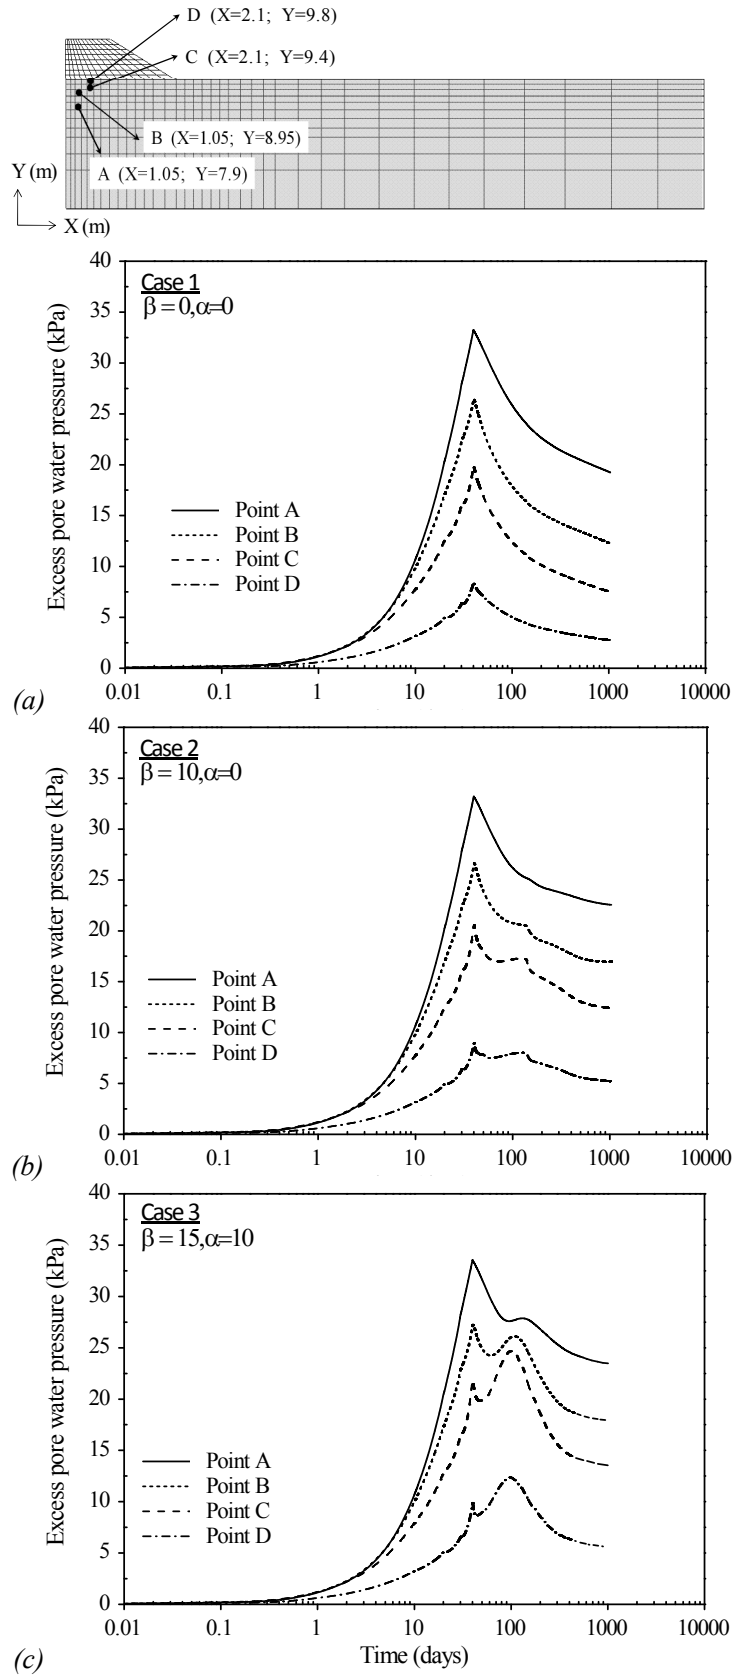 D (X=2.1; Y=9.8)
C (X=2.1; Y=9.4)
B (X=1.05; Y=8.95)
A (X=1.05; Y=7.9)
Y (m)
X (m)
40
35
30
25
20
15
10
5
0
Excess pore water pressure (kPa)
Case 1
β = 0,α=0
Point A
Point B
Point C
Point D
0.01 0.1 1 10 100 1000 10000
(a)
40
35
30
25
20
15
10
5
0
Excess pore water pressure (kPa)
Case 2
β = 10,α=0
Point A
Point B
Point C
Point D
0.01 0.1 1 10 100 1000 10000
(b)
40
35
30
25
20
15
10
5
0
Excess pore water pressure (kPa)
Case 3
β = 15,α=10
Point A
Point B
Point C
Point D
0.01 0.1 1 10 100 1000 10000
Time (days)
(c)